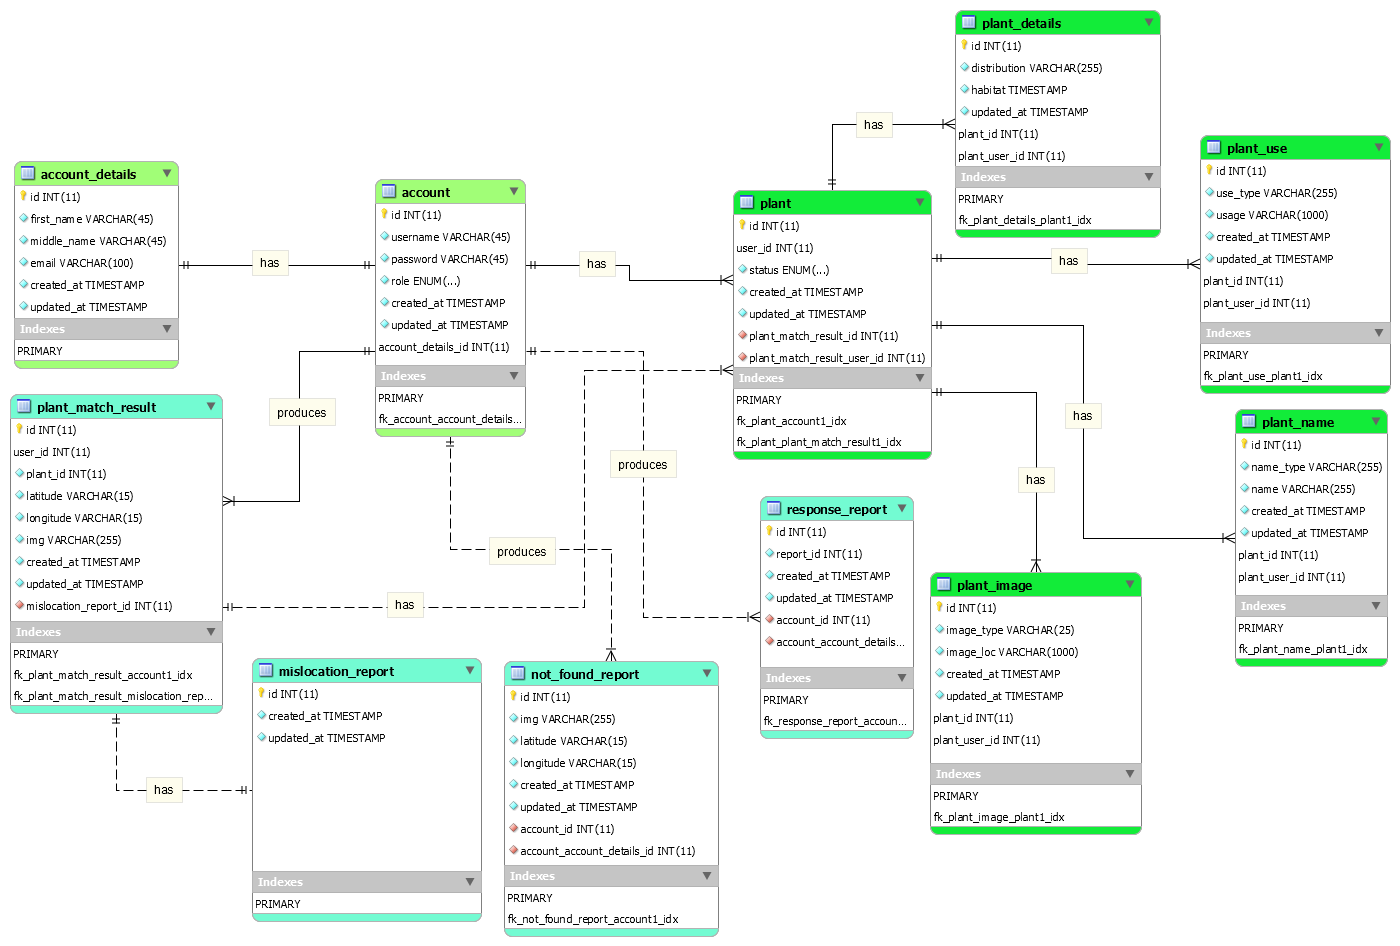 plant_details
id INT(11)
distribution VARCHAR(255)
habitat TIMESTAMP
updated_at TIMESTAMP
plant_id INT(11)
plant_user_id INT(11)
Indexes
PRIMARY
fk_plant_details_plant1_idx
has
plant_use
id INT(11)
use_type VARCHAR(255)
usage VARCHAR(1000)
created_at TIMESTAMP
updated_at TIMESTAMP
plant_id INT(11)
plant_user_id INT(11)
Indexes
PRIMARY
fk_plant_use_plant1_idx
has
account_details
id INT(11)
first_name VARCHAR(45)
middle_name VARCHAR(45)
email VARCHAR(100)
created_at TIMESTAMP
updated_at TIMESTAMP
Indexes
PRIMARY
has
account
id INT(11)
username VARCHAR(45)
password VARCHAR(45)
role ENUM(...)
created_at TIMESTAMP
updated_at TIMESTAMP
account_details_id INT(11)
Indexes
PRIMARY
fk_account_account_details...
has
plant
id INT(11)
user_id INT(11)
status ENUM(...)
created_at TIMESTAMP
updated_at TIMESTAMP
plant_match_result_id INT(11)
plant_match_result_user_id INT(11)
Indexes
PRIMARY
fk_plant_account1_idx
fk_plant_plant_match_result1_idx
plant_match_result
id INT(11)
user_id INT(11)
plant_id INT(11)
latitude VARCHAR(15)
longitude VARCHAR(15)
img VARCHAR(255)
created_at TIMESTAMP
updated_at TIMESTAMP
mislocation_report_id INT(11)
Indexes
PRIMARY
fk_plant_match_result_account1_idx
fk_plant_match_result_mislocation_rep...
produces
produces
produces
has
has
has
has
plant_name
id INT(11)
name_type VARCHAR(255)
name VARCHAR(255)
created_at TIMESTAMP
updated_at TIMESTAMP
plant_id INT(11)
plant_user_id INT(11)
Indexes
PRIMARY
fk_plant_name_plant1_idx
response_report
id INT(11)
report_id INT(11)
created_at TIMESTAMP
updated_at TIMESTAMP
account_id INT(11)
account_account_details...
Indexes
PRIMARY
fk_response_report_accoun...
plant_image
id INT(11)
image_type VARCHAR(25)
image_loc VARCHAR(1000)
created_at TIMESTAMP
updated_at TIMESTAMP
plant_id INT(11)
plant_user_id INT(11)
Indexes
PRIMARY
fk_plant_image_plant1_idx
mislocation_report
id INT(11)
created_at TIMESTAMP
updated_at TIMESTAMP
Indexes
PRIMARY
not_found_report
id INT(11)
img VARCHAR(255)
latitude VARCHAR(15)
longitude VARCHAR(15)
created_at TIMESTAMP
updated_at TIMESTAMP
account_id INT(11)
account_account_details_id INT(11)
Indexes
PRIMARY
fk_not_found_report_account1_idx